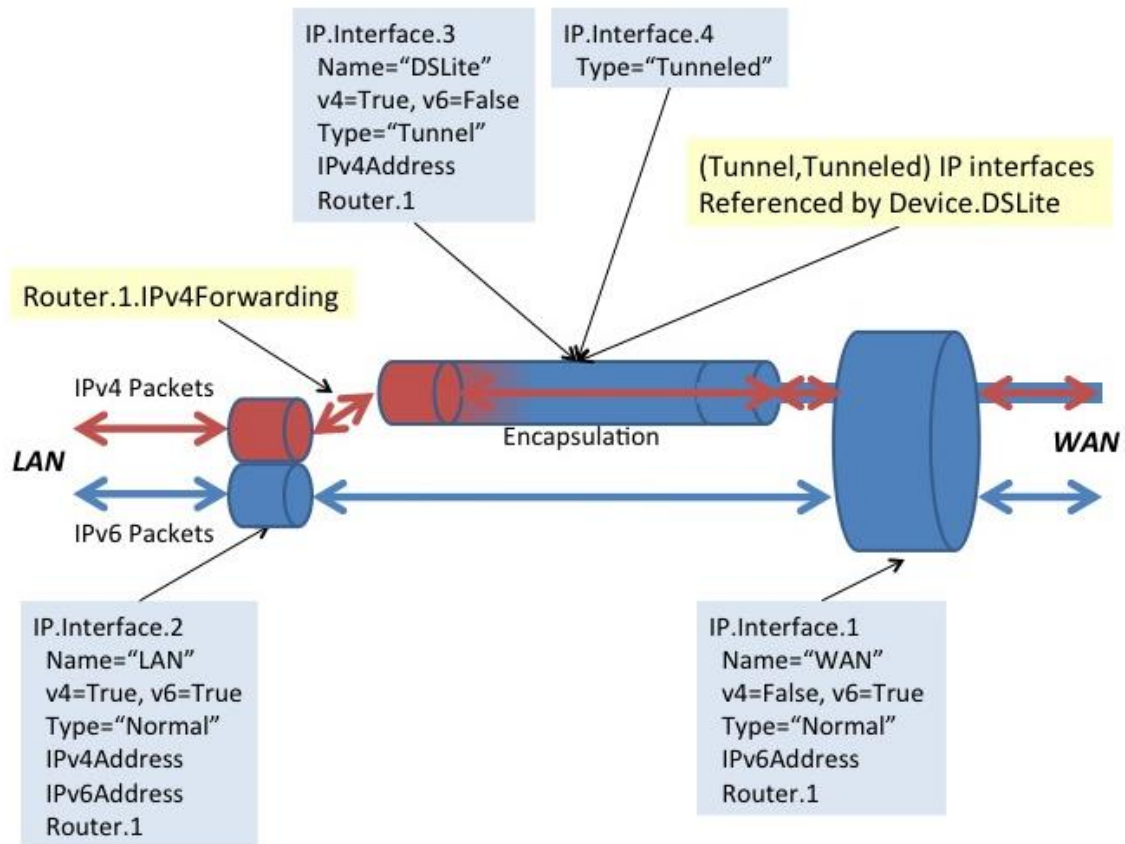 IP.Interface.3
Name=“DSLite”
v4=True, v6=False
Type=“Tunnel”
IPv4Address
Router.1
IP.Interface.4
Type=“Tunneled”
(Tunnel,Tunneled) IP interfaces
Referenced by Device.DSLite
Router.1.IPv4Forwarding
IPv4 Packets
Encapsulation
LAN
WAN
IPv6 Packets
IP.Interface.2
Name=“LAN”
v4=True, v6=True
Type=“Normal”
IPv4Address
IPv6Address
Router.1
IP.Interface.1
Name=“WAN”
v4=False, v6=True
Type=“Normal”
IPv6Address
Router.1